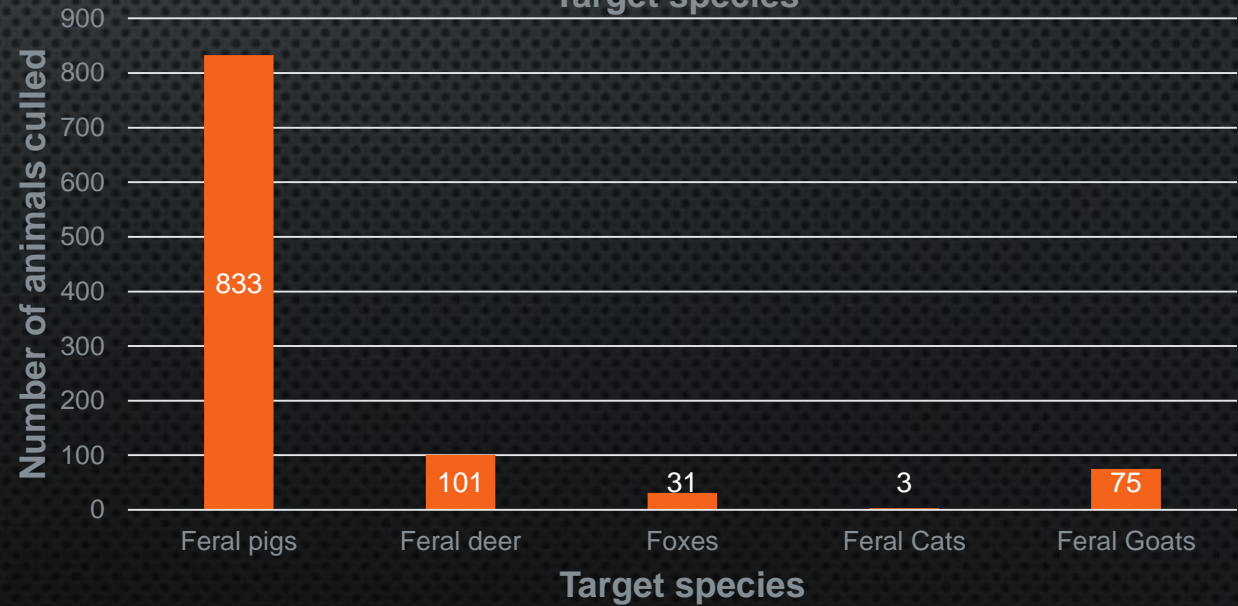 Target species
Number of animals culled
900
800
700
600
500
400
300
200
100
0
833
101
31
3
75
Feral pigs
Feral deer
Foxes
Feral Cats
Feral Goats
Target species